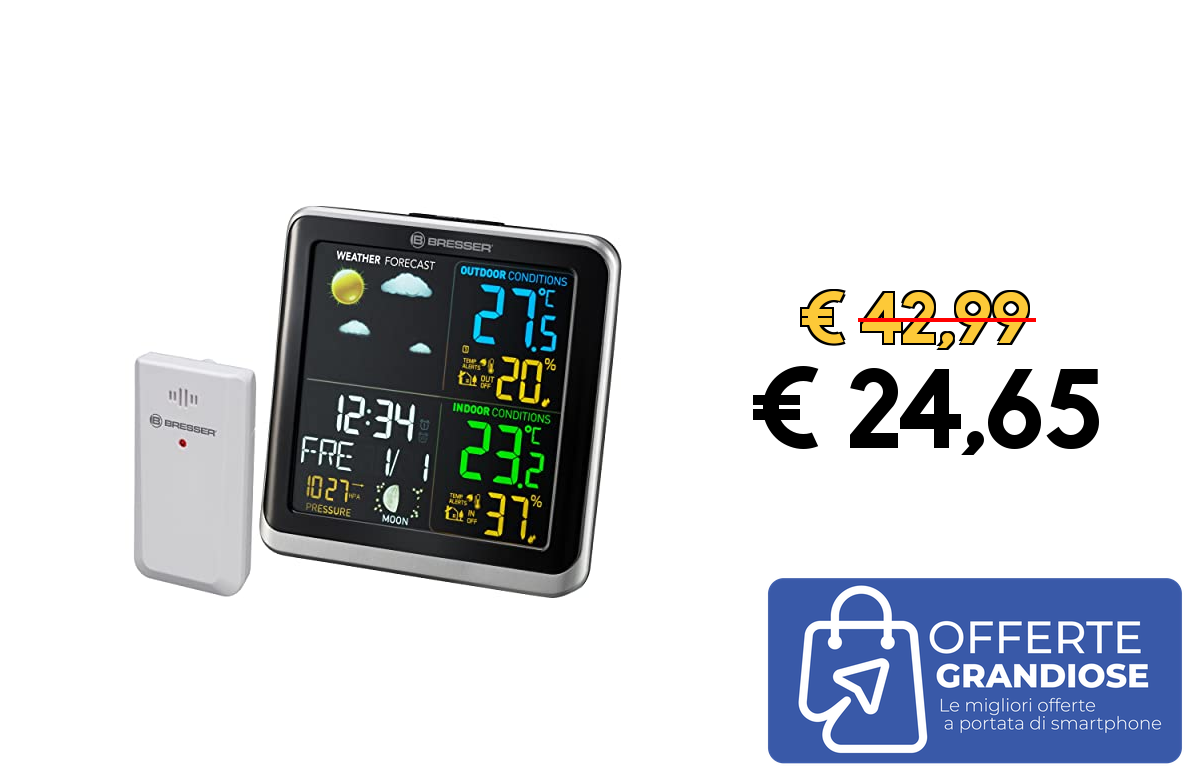 BRESSER
WEATHER FORECAST
OUTDOOR CONDITIONS
27.5 °C
TEMP ALERTS
OUT OFF
20%
12:34
FRE 1/1
1027 HPA
PRESSURE
MOON
INDOOR CONDITIONS
23.2 °C
TEMP ALERTS
IN OFF
37%
BRESSER
€ 42,99
€ 24,65
OFFERTE
GRANDIOSE
Le migliori offerte
a portata di smartphone